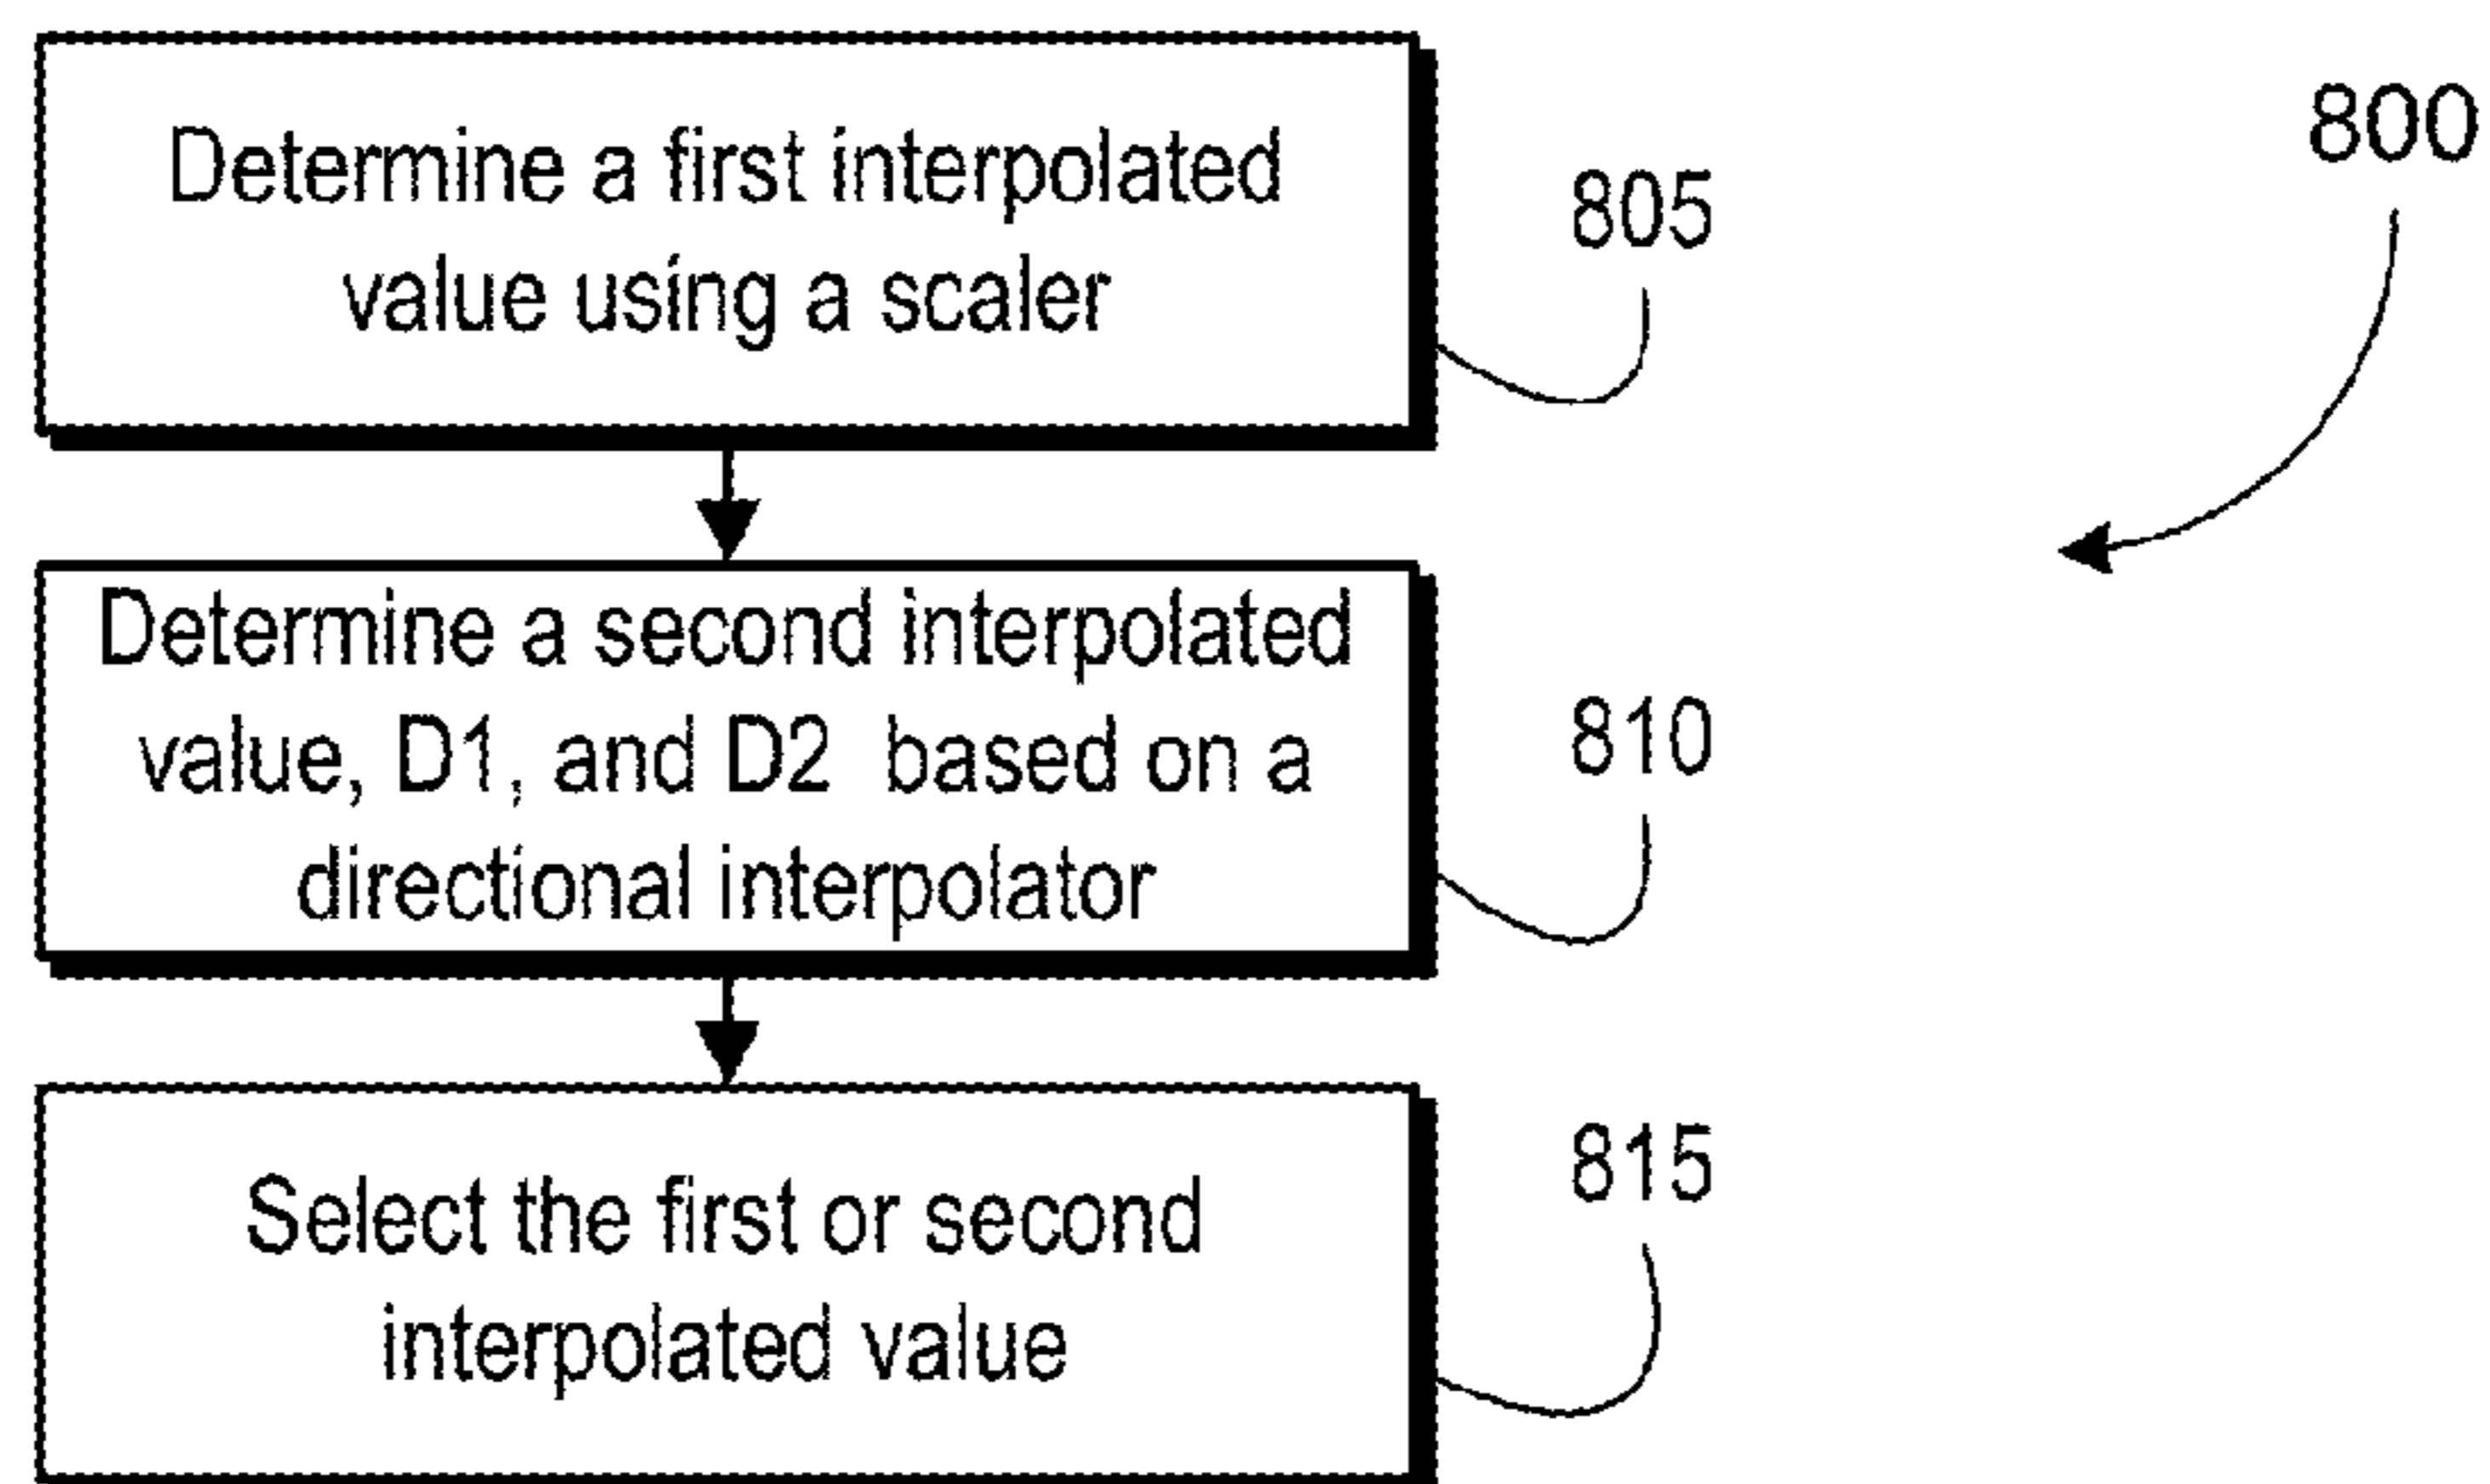 800
Determine a first interpolated
value using a scaler
805
Determine a second interpolated
value, D1, and D2 based on a
directional interpolator
810
Select the first or second
interpolated value
815